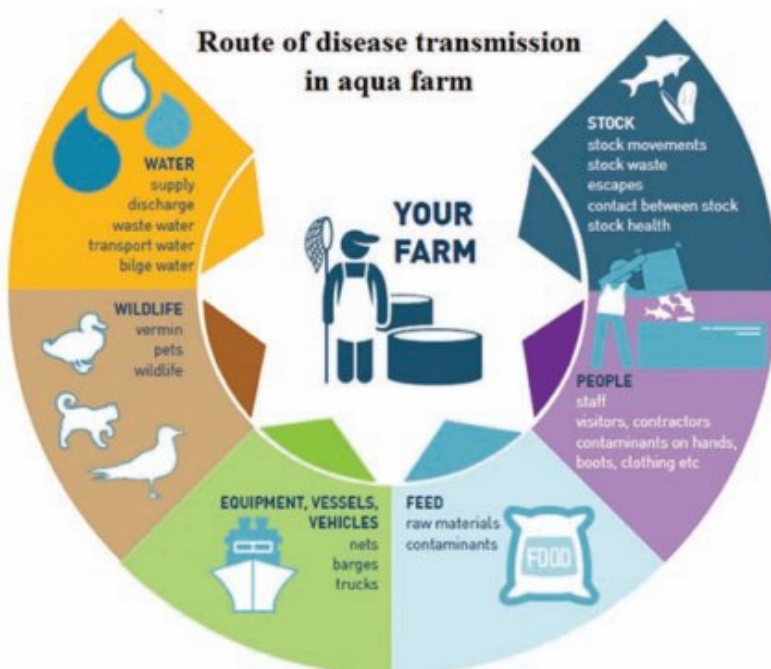 Route of disease transmission
in aqua farm
WATER
supply
discharge
waste water
transport water
bilge water
STOCK
stock movements
stock waste
escapes
contact between stock
stock health
YOUR
FARM
WILDLIFE
vermin
pets
wildlife
PEOPLE
staff
visitors, contractors
contaminants on hands,
boots, clothing etc
EQUIPMENT, VESSELS,
VEHICLES
nets
barges
trucks
FEED
raw materials
contaminants
FOOD